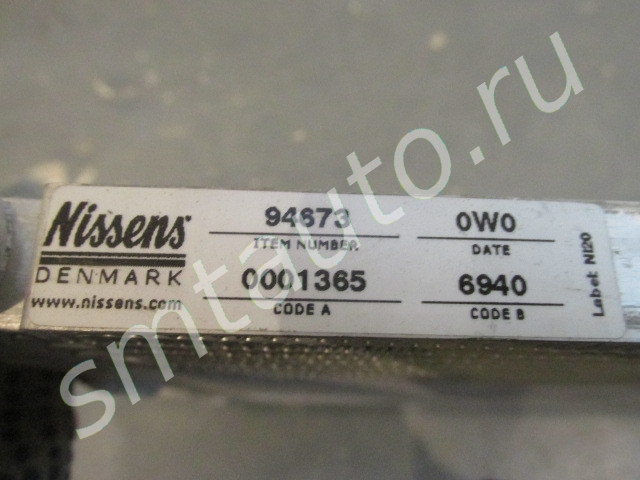 Nissens
DENMARK
www.nissens.com
94673
ITEM NUMBER
0W0
DATE
0001365
CODE A
6940
CODE B
Label: NI20
smtauto.ru